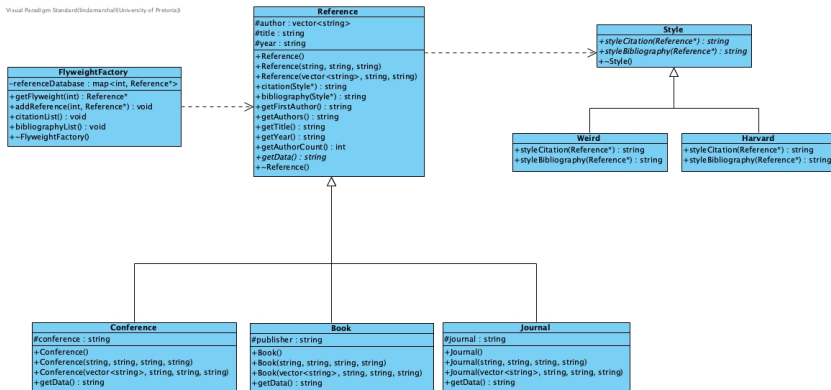 Visual Paradigm Standard(lindamarshall(University of Pretoria))
Reference
#author : vector<string>
#title : string
#year : string
+Reference()
+Reference(string, string, string)
+Reference(vector<string>, string, string)
+citation(Style*) : string
+bibliography(Style*) : string
+getFirstAuthor() : string
+getAuthors() : string
+getTitle() : string
+getYear() : string
+getAuthorCount() : int
+getData() : string
+~Reference()
Style
+styleCitation(Reference*) : string
+styleBibliography(Reference*) : string
+~Style()
FlyweightFactory
-referenceDatabase : map<int, Reference*>
+getFlyweight(int) : Reference*
+addReference(int, Reference*) : void
+citationList() : void
+bibliographyList() : void
+~FlyweightFactory()
Weird
+styleCitation(Reference*) : string
+styleBibliography(Reference*) : string
Harvard
+styleCitation(Reference*) : string
+styleBibliography(Reference*) : string
Conference
#conference : string
+Conference()
+Conference(string, string, string, string)
+Conference(vector<string>, string, string, string)
+getData() : string
Book
#publisher : string
+Book()
+Book(string, string, string, string)
+Book(vector<string>, string, string, string)
+getData() : string
Journal
#journal : string
+Journal()
+Journal(string, string, string, string)
+Journal(vector<string>, string, string, string)
+getData() : string